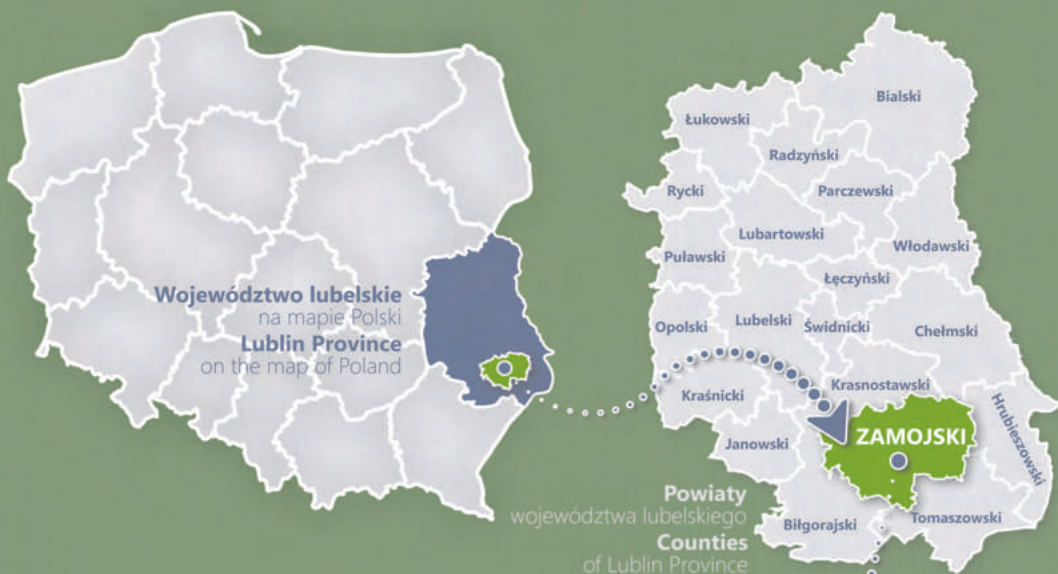 Województwo lubelskie
na mapie Polski
Lublin Province
on the map of Poland
Bialski
Łukowski
Radzyński
Rycki
Parczewski
Lubartowski
Włodawski
Puławski
Łęczyński
Opolski
Lubelski
Świdnicki
Chełmski
Kraśnicki
Krasnostawski
Hrubieszowski
Janowski
ZAMOJSKI
Powiaty
województwa lubelskiego
Counties
of Lublin Province
Biłgorajski
Tomaszowski